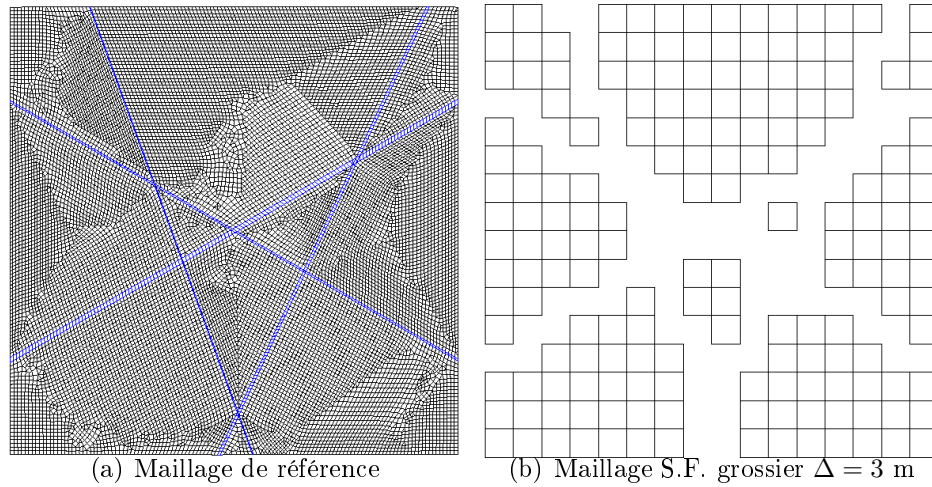 (a) Maillage de référence
(b) Maillage S.F. grossier Δ = 3 m